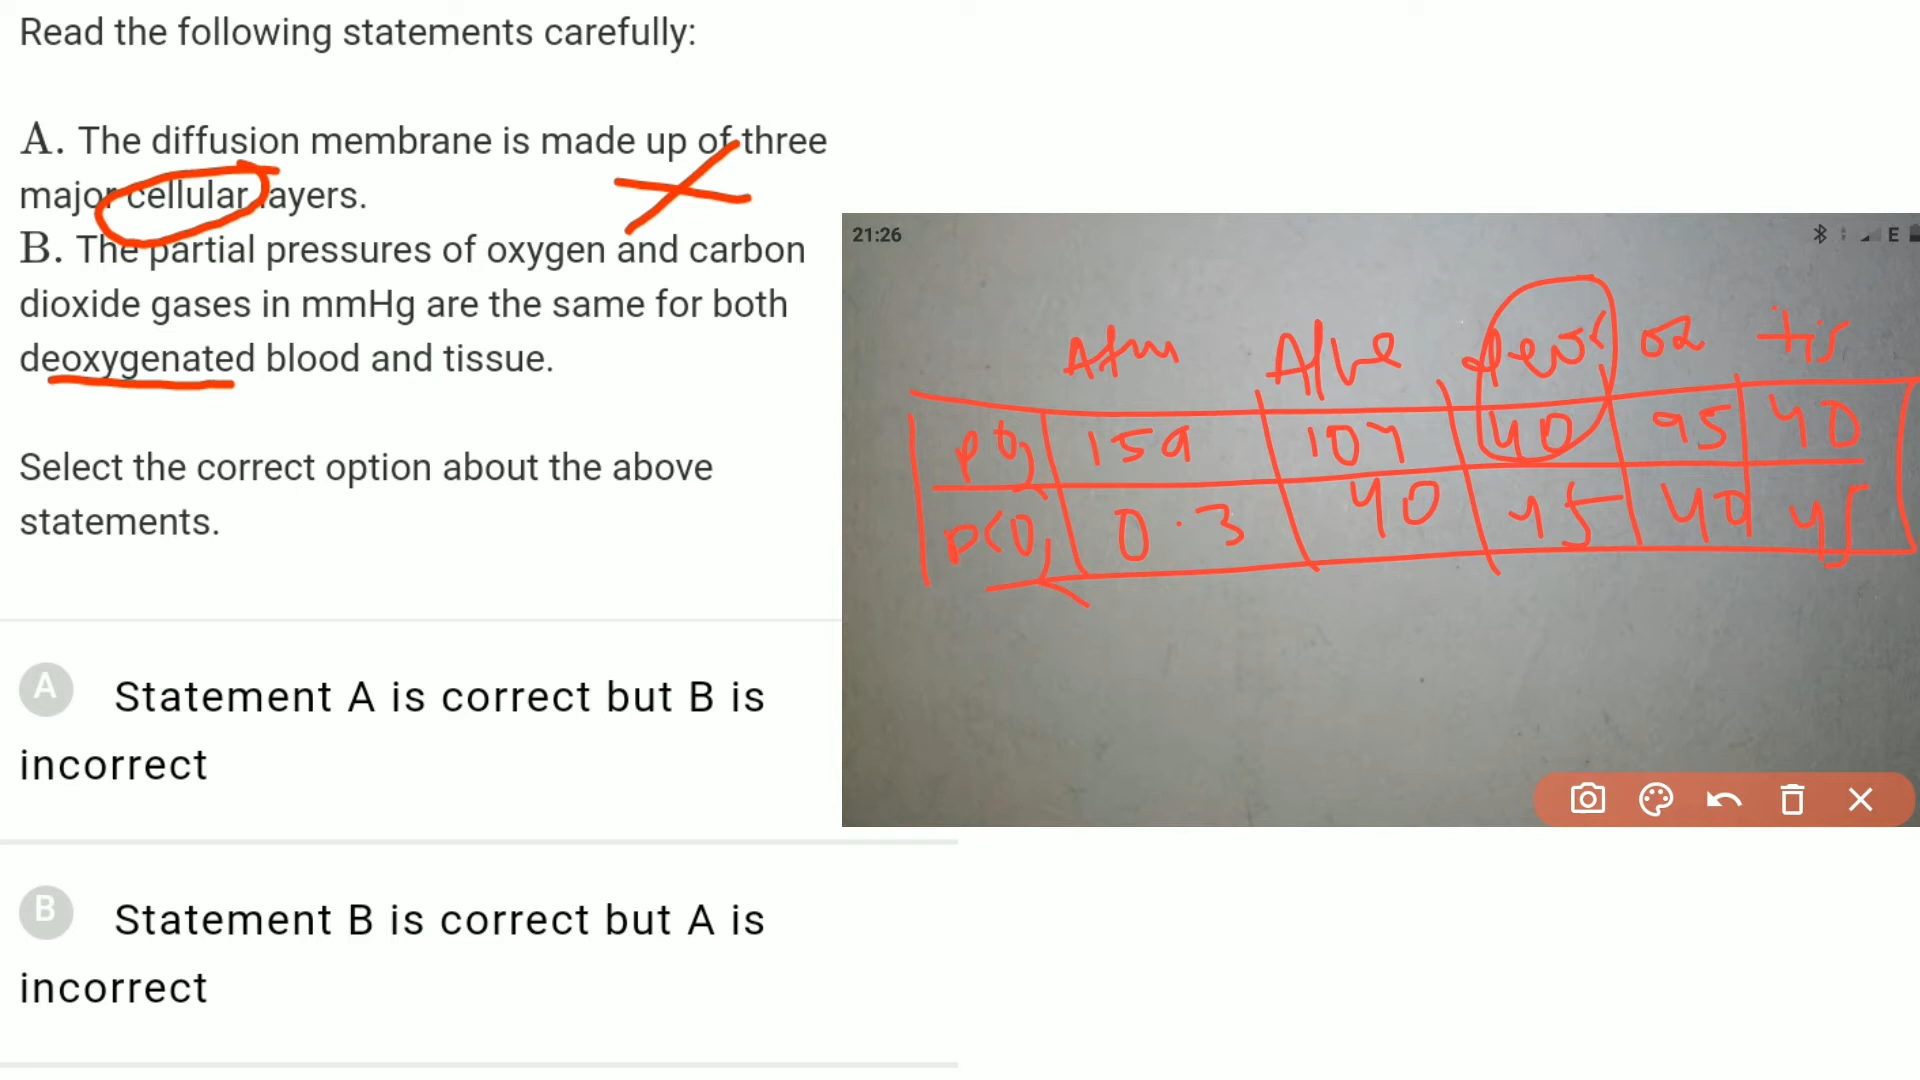 Read the following statements carefully:
A. The diffusion membrane is made up of three
major cellular layers.
B. The partial pressures of oxygen and carbon
dioxide gases in mmHg are the same for both
deoxygenated blood and tissue.
Select the correct option about the above
statements.
A Statement A is correct but B is
incorrect
B Statement B is correct but A is
incorrect
21:26 E
Atm Alve deox ox tis
pO2 159 104 40 95 40
pCO2 0.3 40 45 40 45